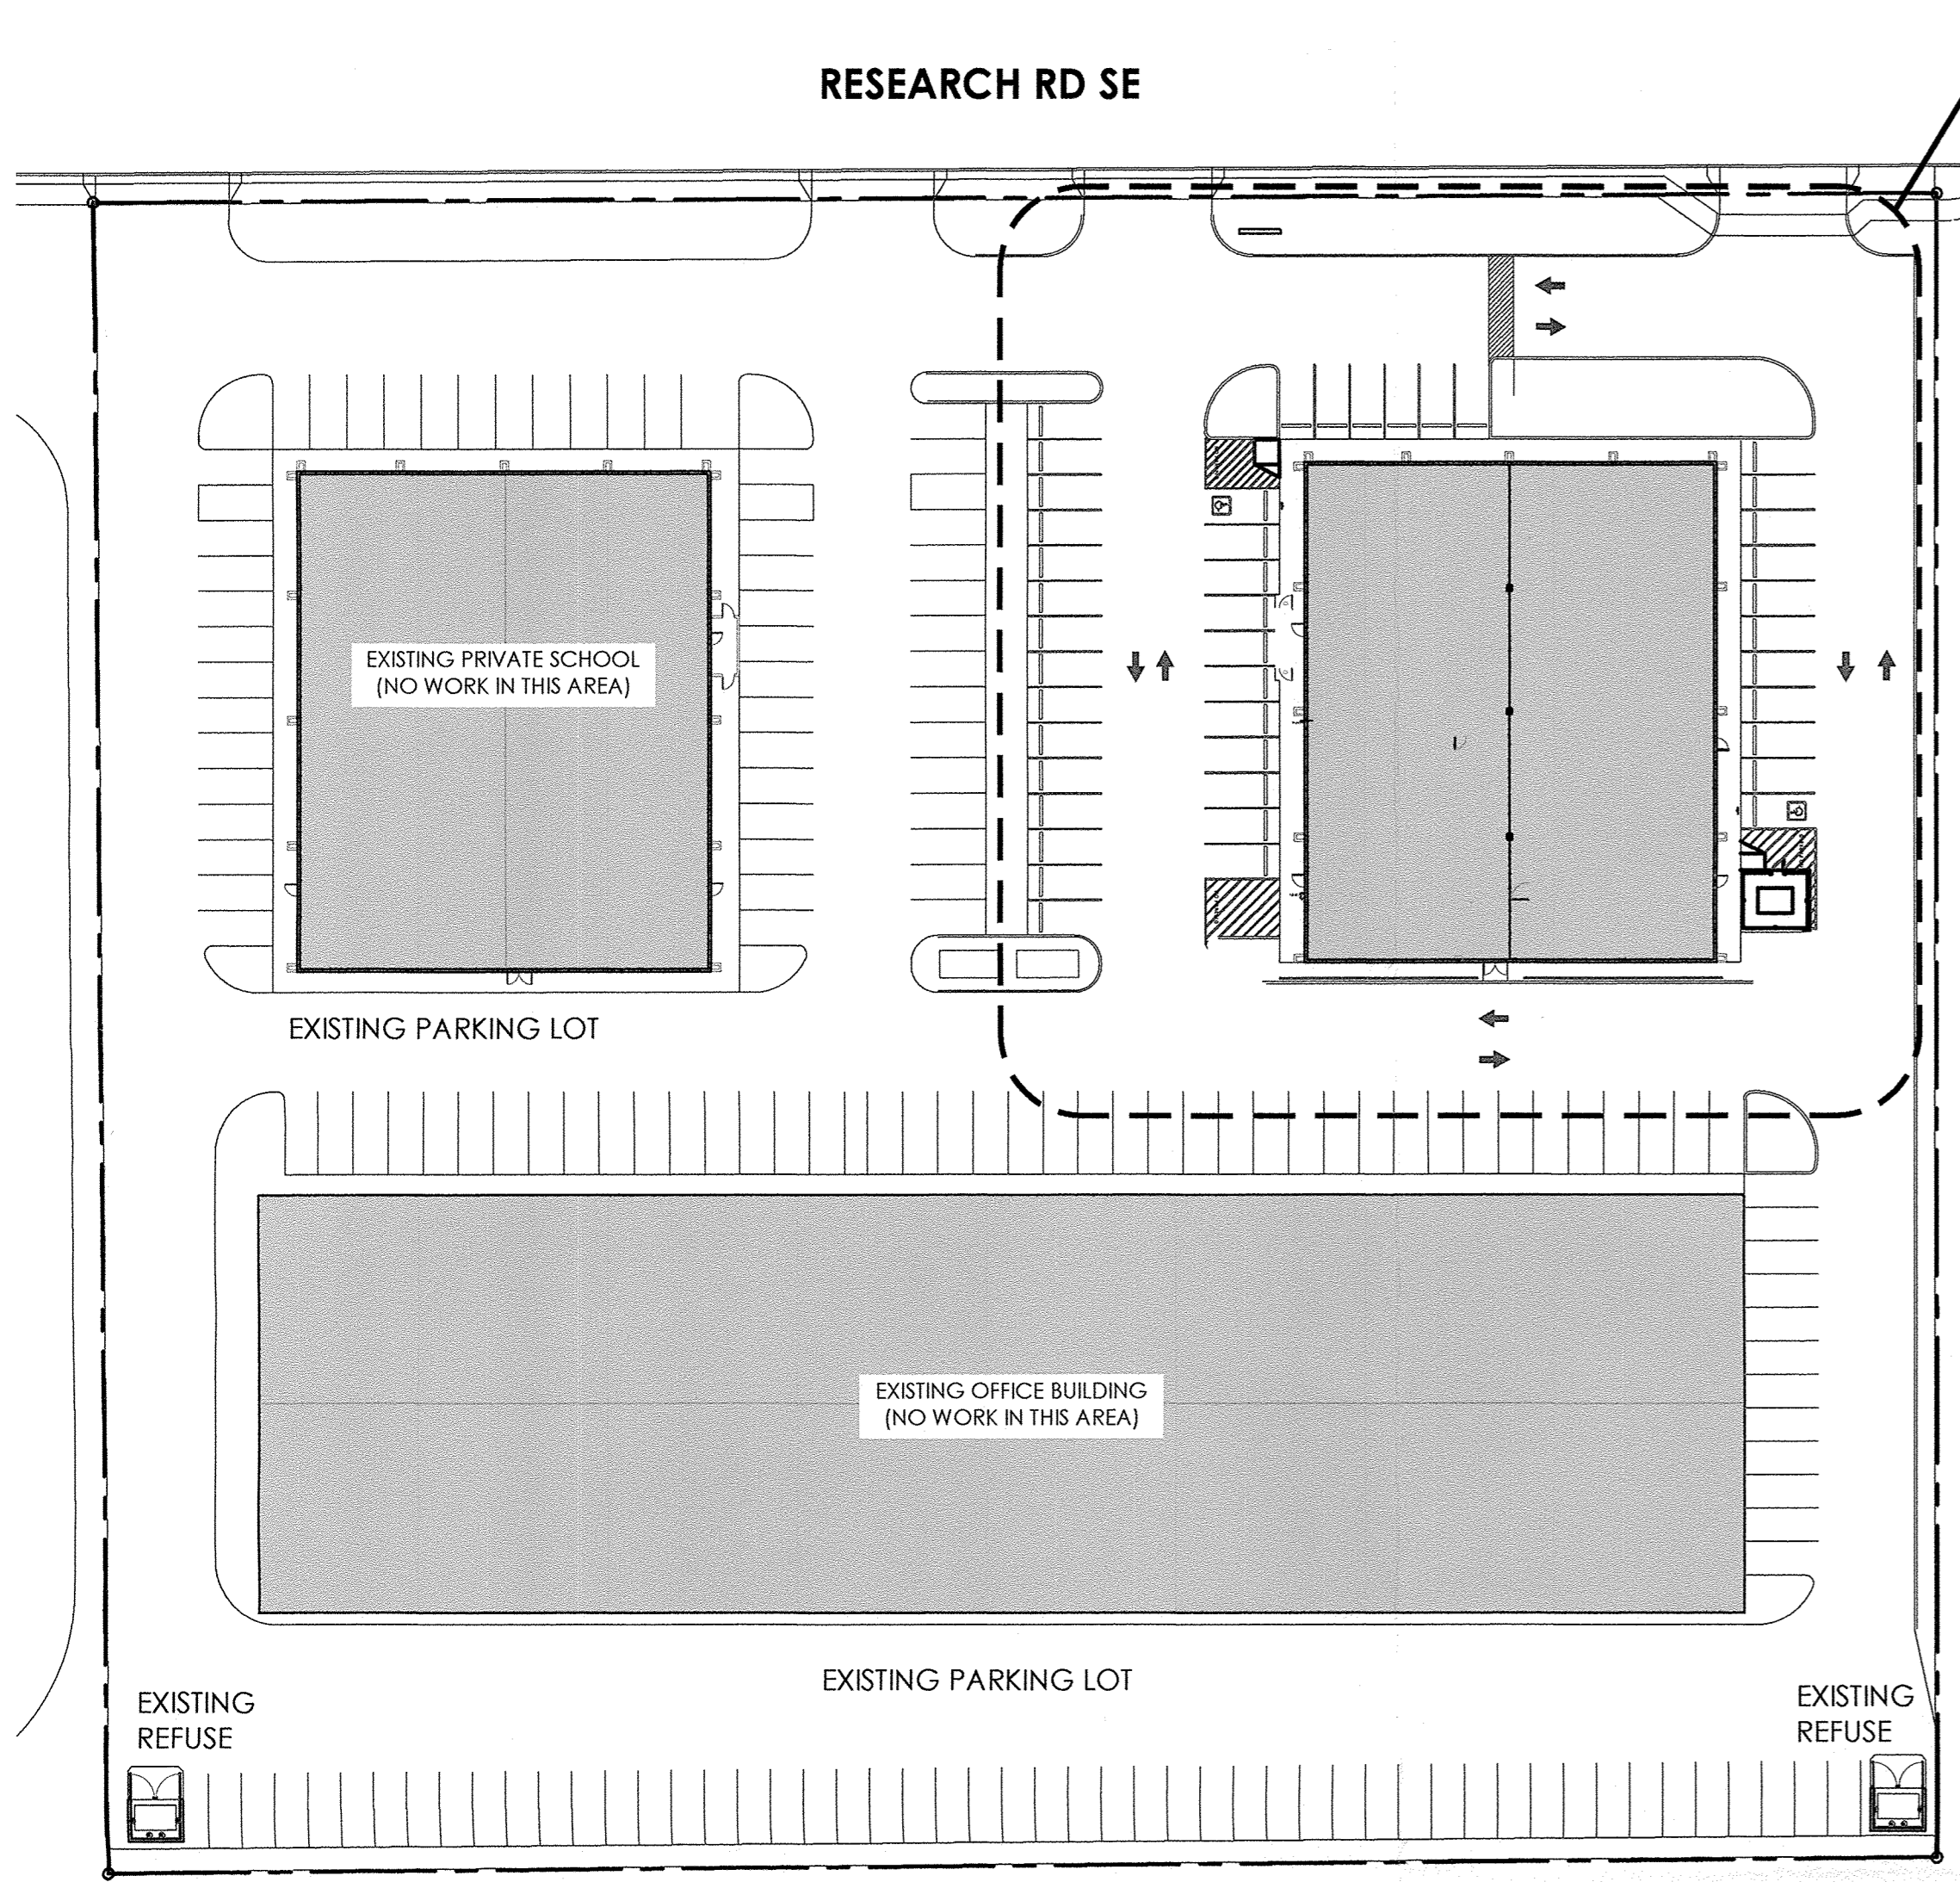 RESEARCH RD SE
EXISTING PRIVATE SCHOOL
(NO WORK IN THIS AREA)
EXISTING PARKING LOT
EXISTING OFFICE BUILDING
(NO WORK IN THIS AREA)
EXISTING PARKING LOT
EXISTING
REFUSE
EXISTING
REFUSE